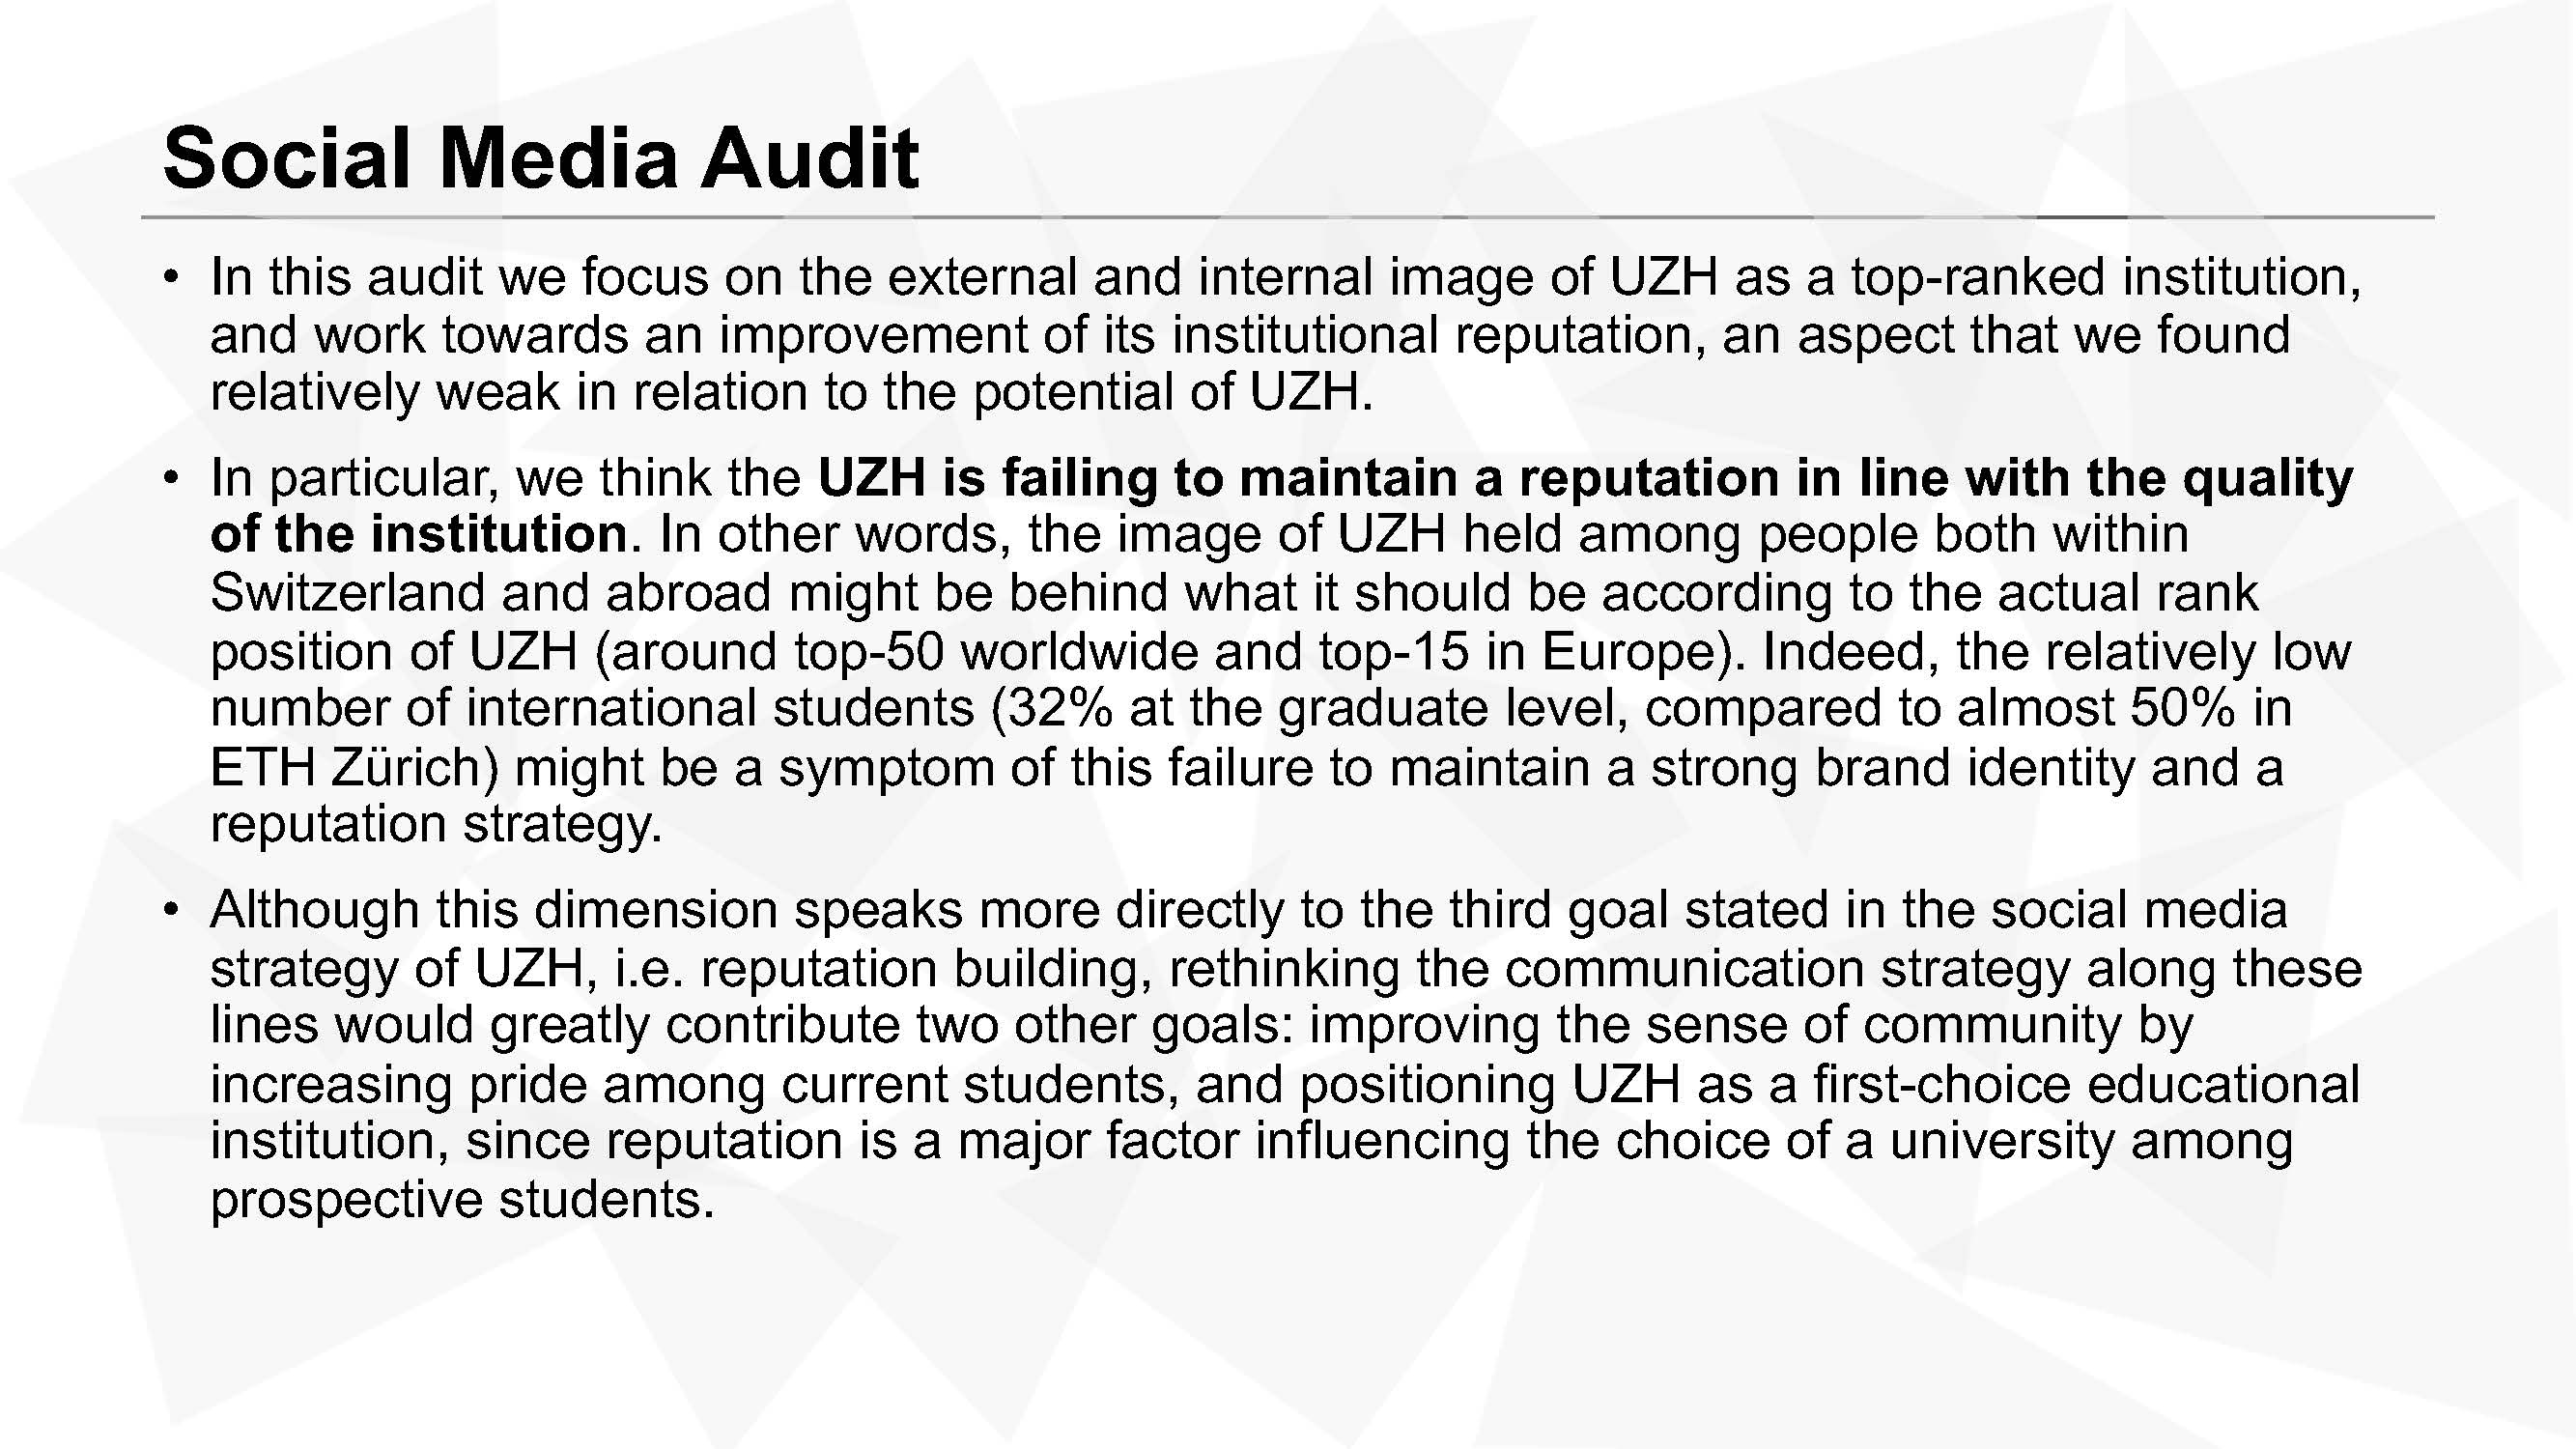 Social Media Audit
• In this audit we focus on the external and internal image of UZH as a top-ranked institution,
and work towards an improvement of its institutional reputation, an aspect that we found
relatively weak in relation to the potential of UZH.
• In particular, we think the UZH is failing to maintain a reputation in line with the quality
of the institution. In other words, the image of UZH held among people both within
Switzerland and abroad might be behind what it should be according to the actual rank
position of UZH (around top-50 worldwide and top-15 in Europe). Indeed, the relatively low
number of international students (32% at the graduate level, compared to almost 50% in
ETH Zürich) might be a symptom of this failure to maintain a strong brand identity and a
reputation strategy.
• Although this dimension speaks more directly to the third goal stated in the social media
strategy of UZH, i.e. reputation building, rethinking the communication strategy along these
lines would greatly contribute two other goals: improving the sense of community by
increasing pride among current students, and positioning UZH as a first-choice educational
institution, since reputation is a major factor influencing the choice of a university among
prospective students.